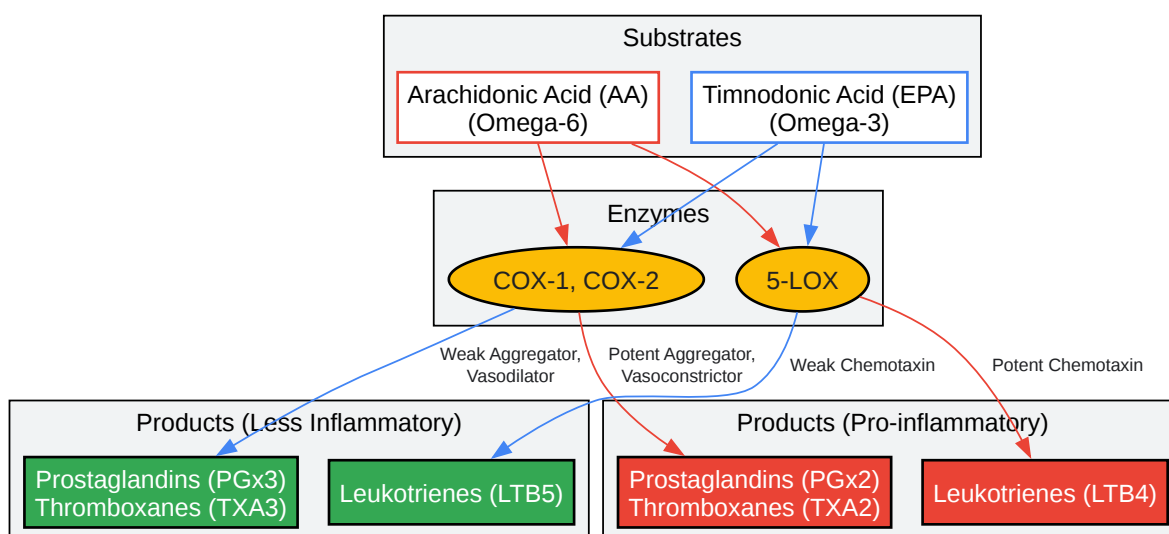 Substrates
Arachidonic Acid (AA)
(Omega-6)
Timnodonic Acid (EPA)
(Omega-3)
Enzymes
COX-1, COX-2
5-LOX
Weak Aggregator,
Vasodilator
Potent Aggregator,
Vasoconstrictor
Weak Chemotaxin
Potent Chemotaxin
Products (Less Inflammatory)
Prostaglandins (PGx3)
Thromboxanes (TXA3)
Leukotrienes (LTB5)
Products (Pro-inflammatory)
Prostaglandins (PGx2)
Thromboxanes (TXA2)
Leukotrienes (LTB4)